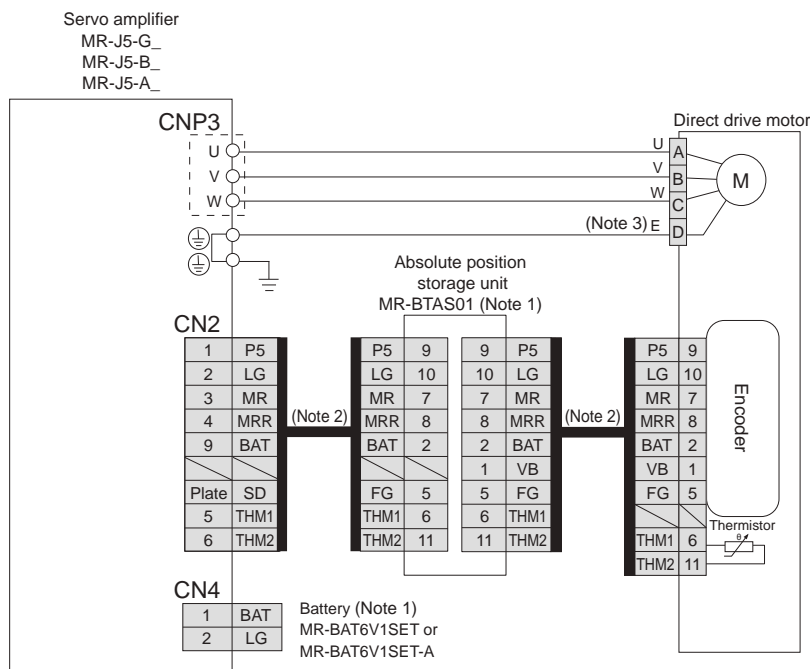 Servo amplifier
MR-J5-G_
MR-J5-B_
MR-J5-A_
CNP3
U
V
W
Direct drive motor
U A
V B
W C
(Note 3) E D
M
Absolute position
storage unit
MR-BTAS01 (Note 1)
CN2
1 P5
2 LG
3 MR
4 MRR
9 BAT
Plate SD
5 THM1
6 THM2
(Note 2)
P5 9
LG 10
MR 7
MRR 8
BAT 2
FG 5
THM1 6
THM2 11
9 P5
10 LG
7 MR
8 MRR
2 BAT
1 VB
5 FG
6 THM1
11 THM2
(Note 2)
P5 9
LG 10
MR 7
MRR 8
BAT 2
VB 1
FG 5
THM1 6
THM2 11
Encoder
Thermistor
θ
CN4
1 BAT
2 LG
Battery (Note 1)
MR-BAT6V1SET or
MR-BAT6V1SET-A